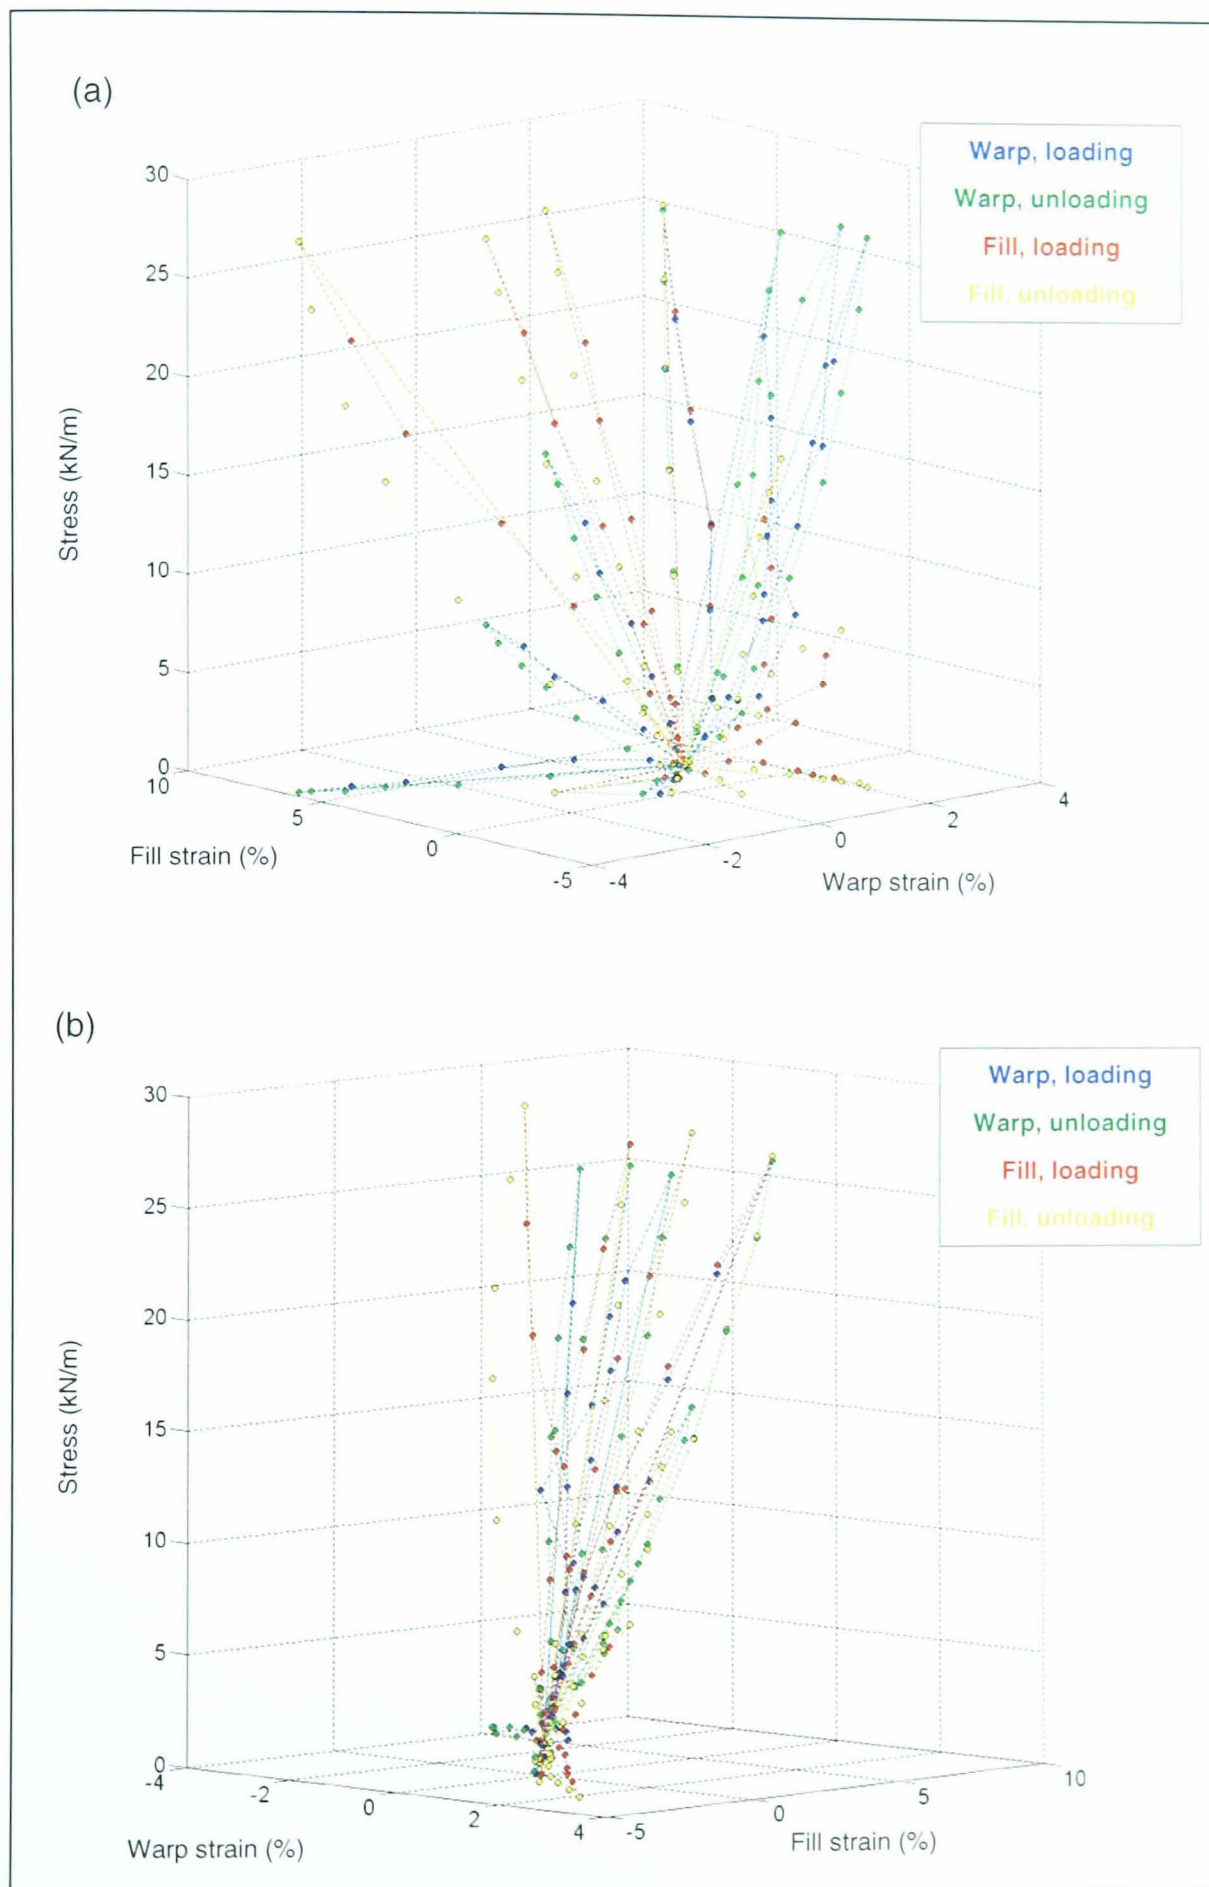 (a)
Warp, loading
Warp, unloading
Fill, loading
Fill, unloading
30
25
20
15
10
5
0
Stress (kN/m)
10
5
0
-5
Fill strain (%)
-4
-2
0
2
4
Warp strain (%)
(b)
Warp, loading
Warp, unloading
Fill, loading
Fill, unloading
30
25
20
15
10
5
0
Stress (kN/m)
-4
-2
0
2
4
Warp strain (%)
-5
0
5
10
Fill strain (%)